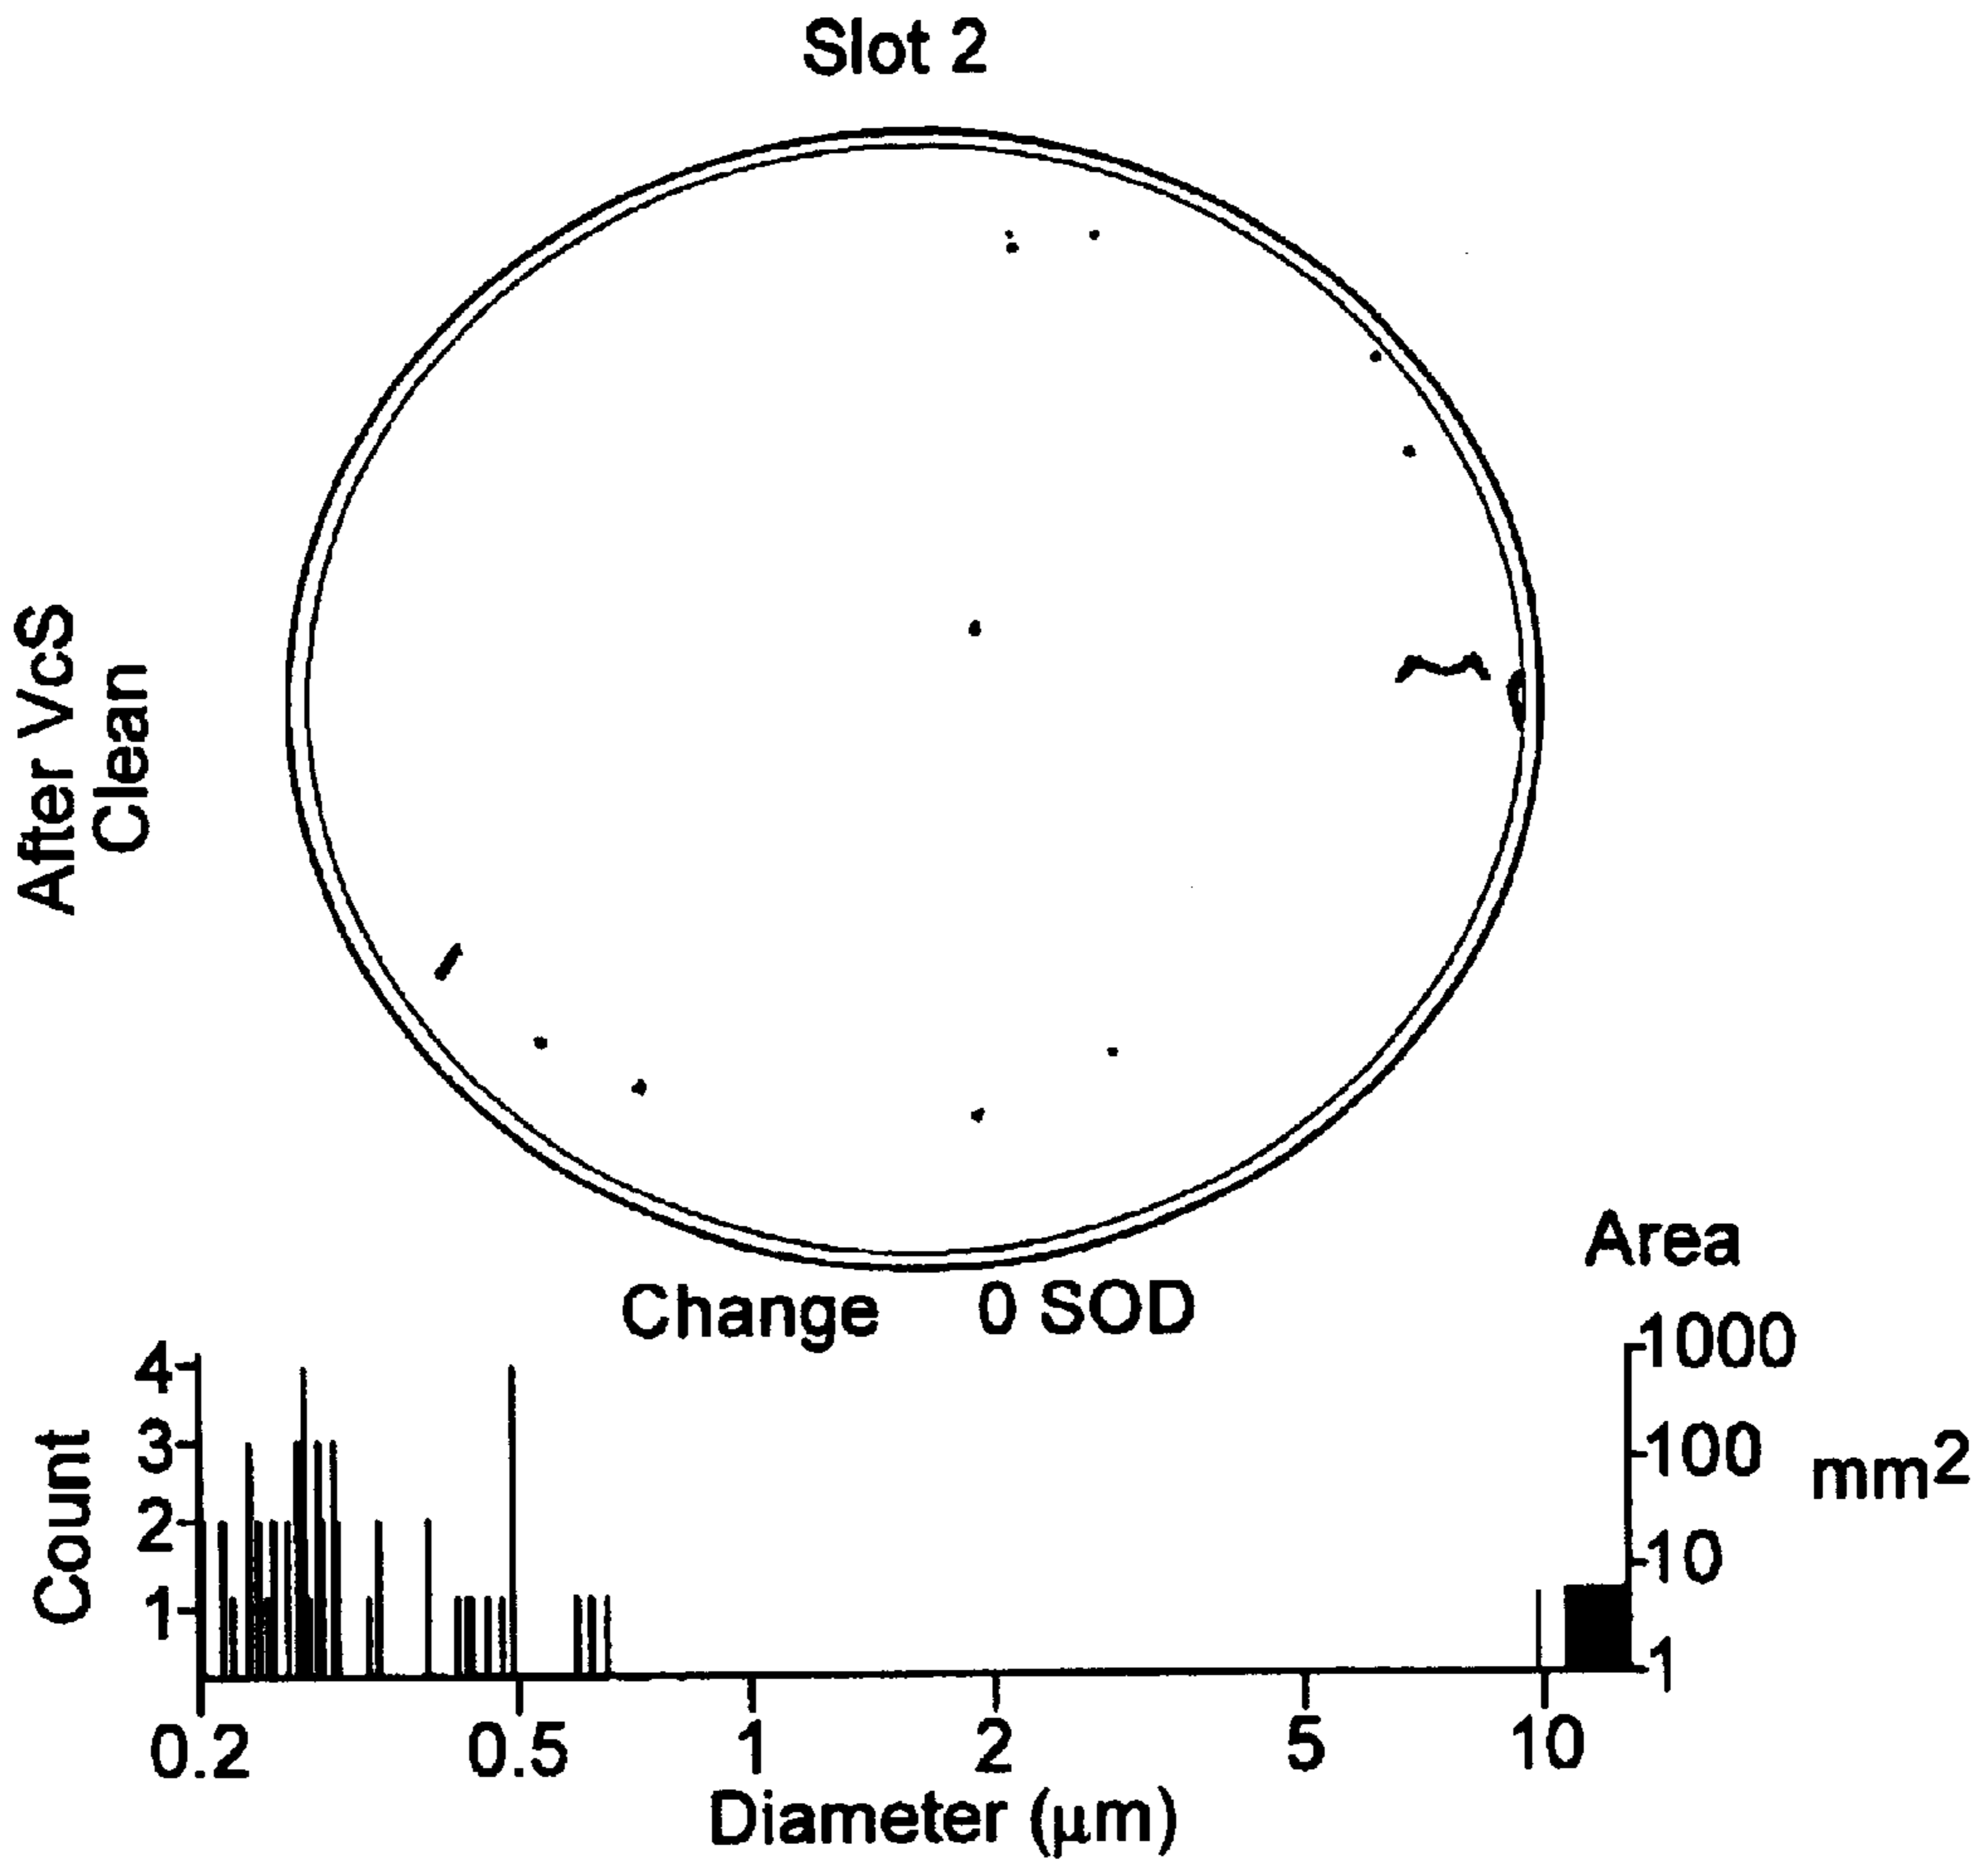 Slot 2
After VcS
Clean
Change 0 SOD
Area
4
3
2
1
Count
1000
100
10
1
mm2
0.2 0.5 1 2 5 10
Diameter (μm)